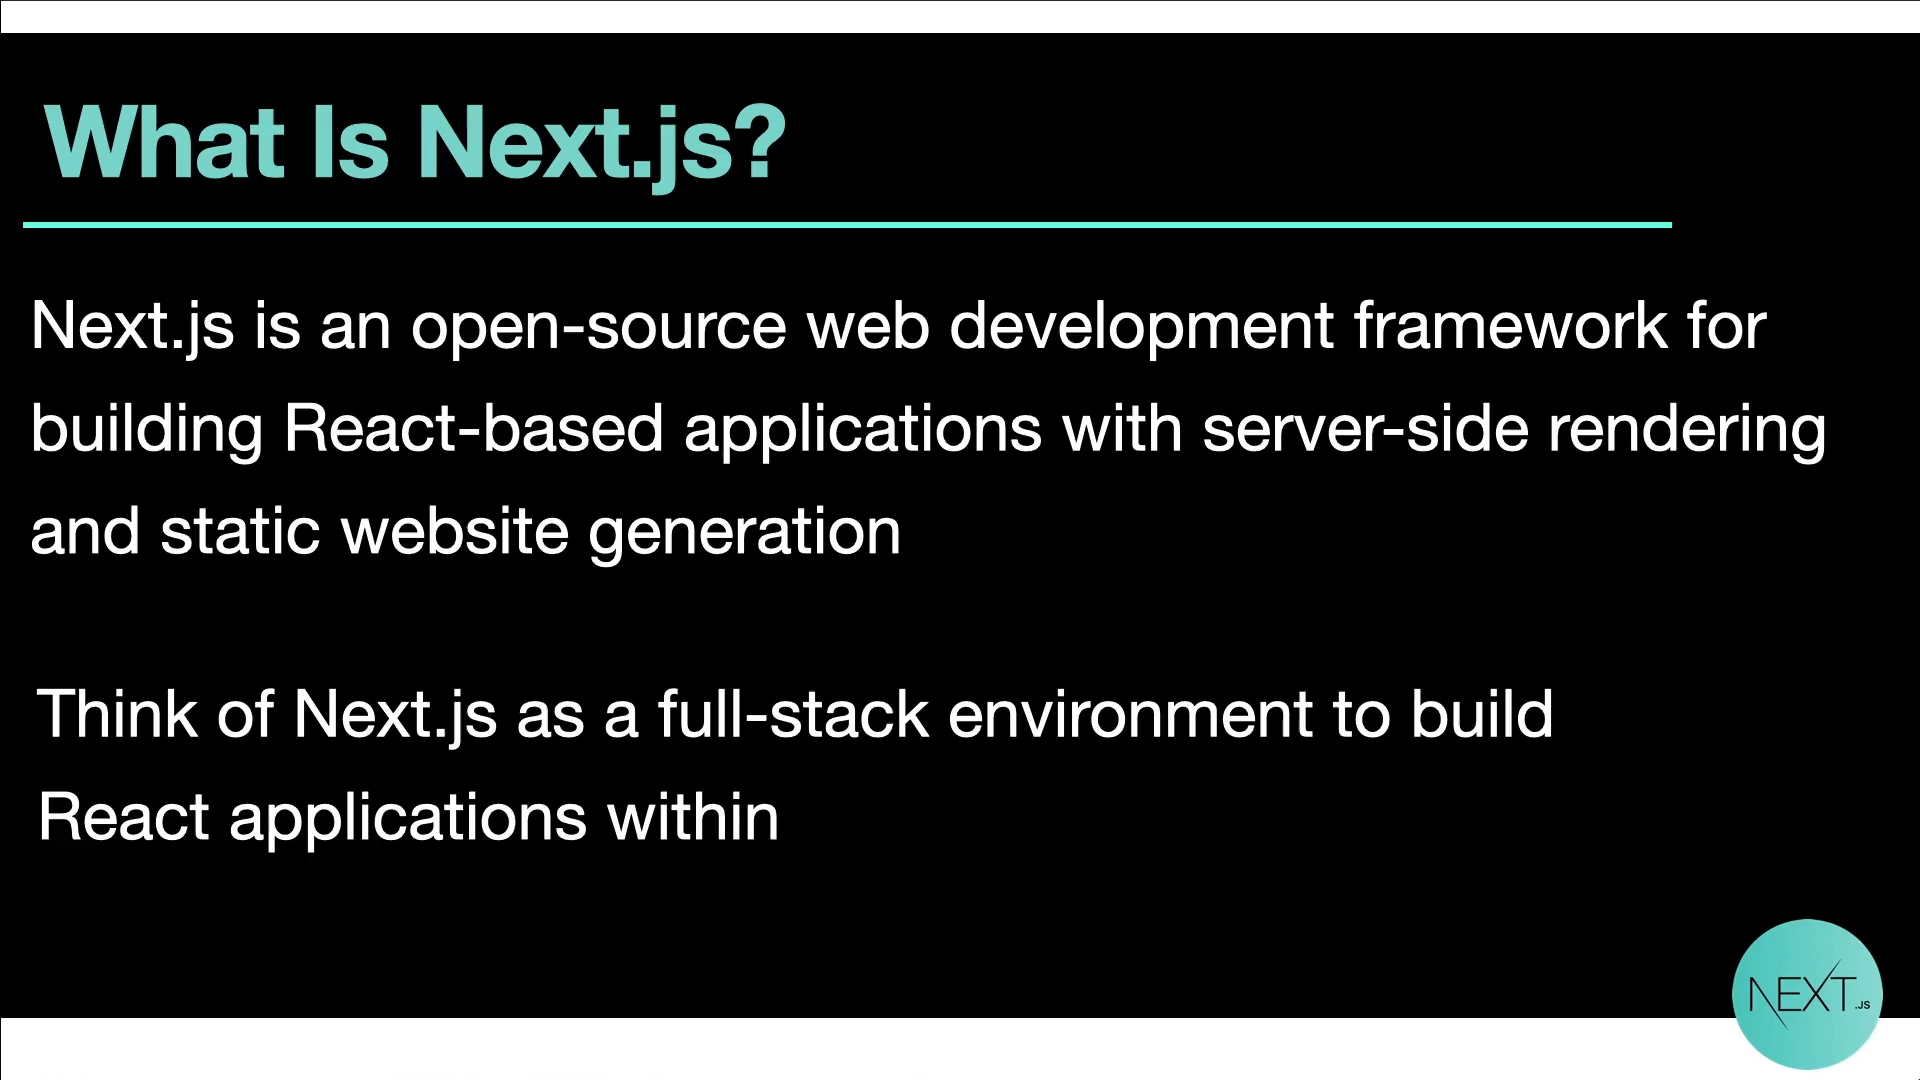 What Is Next.js?
Next.js is an open-source web development framework for
building React-based applications with server-side rendering
and static website generation
Think of Next.js as a full-stack environment to build
React applications within
NEXT.JS